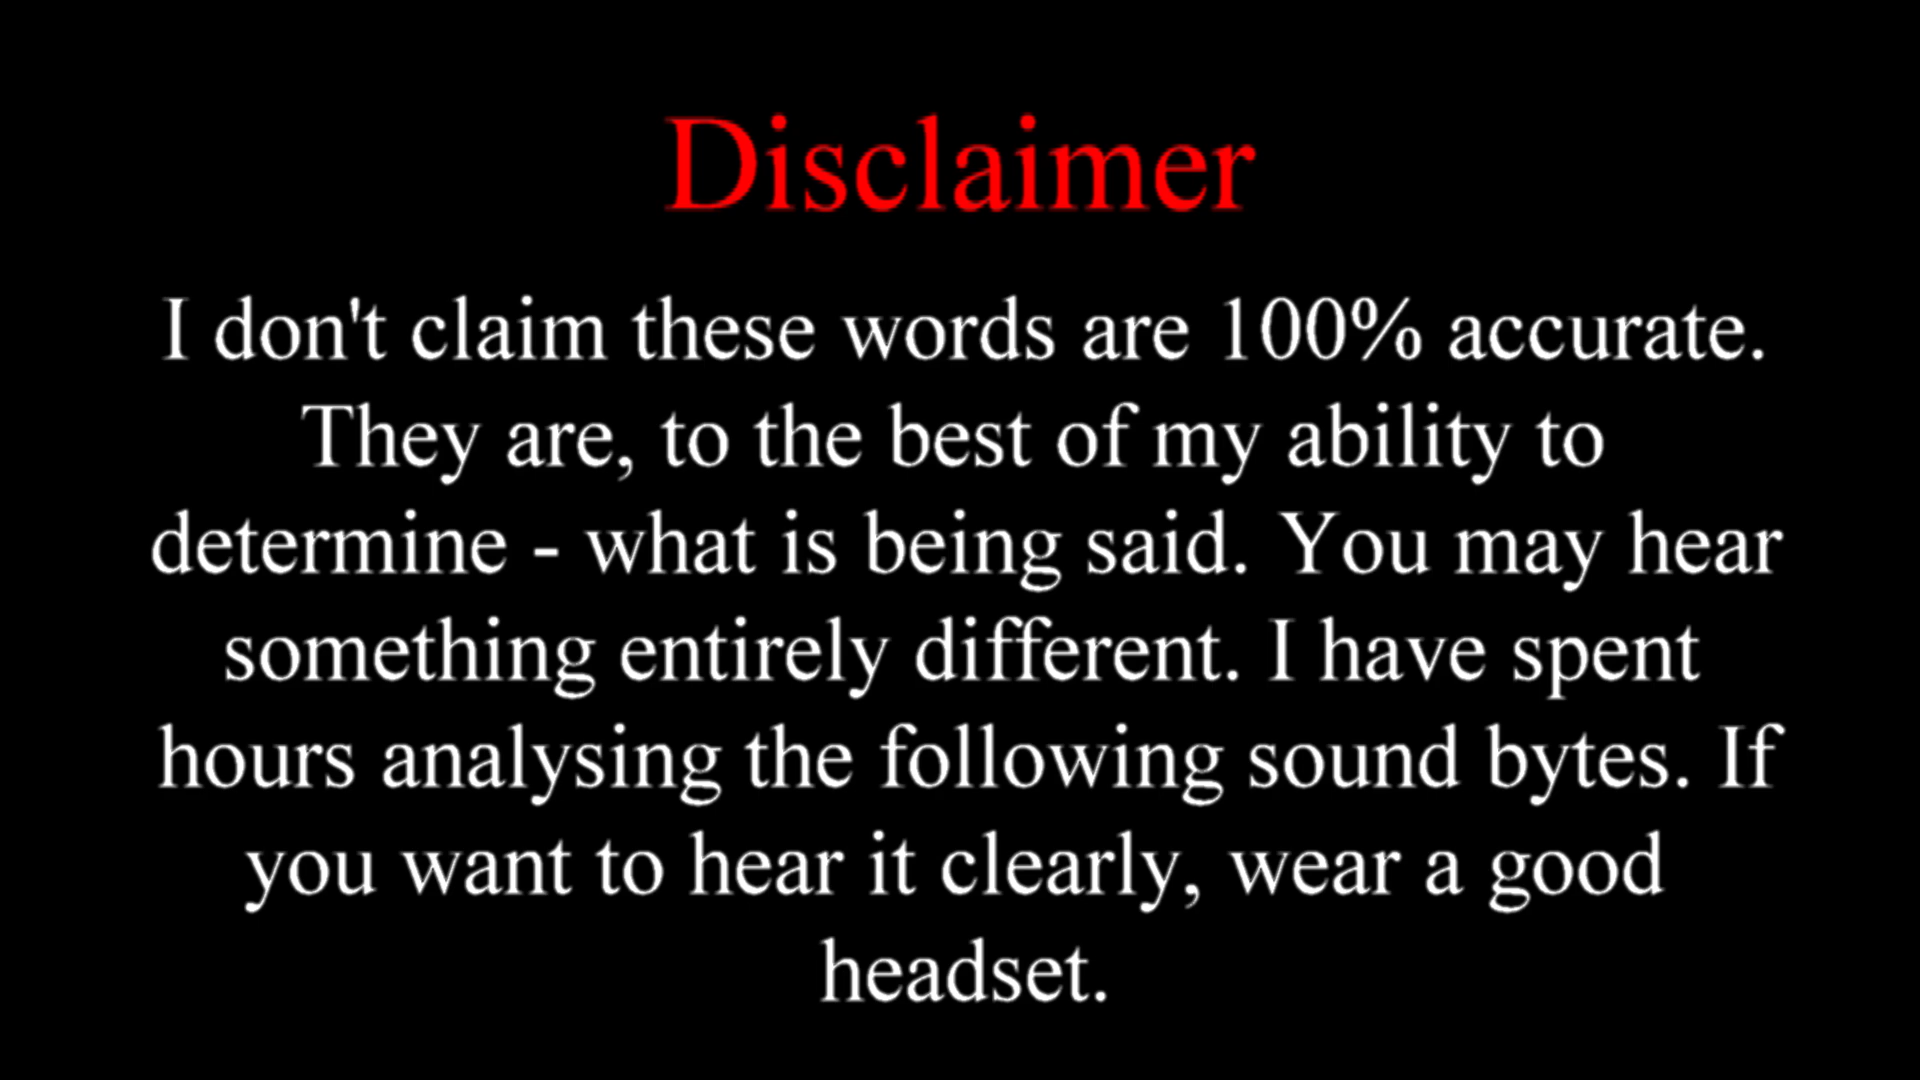 Disclaimer
I don't claim these words are 100% accurate.
They are, to the best of my ability to
determine - what is being said. You may hear
something entirely different. I have spent
hours analysing the following sound bytes. If
you want to hear it clearly, wear a good
headset.